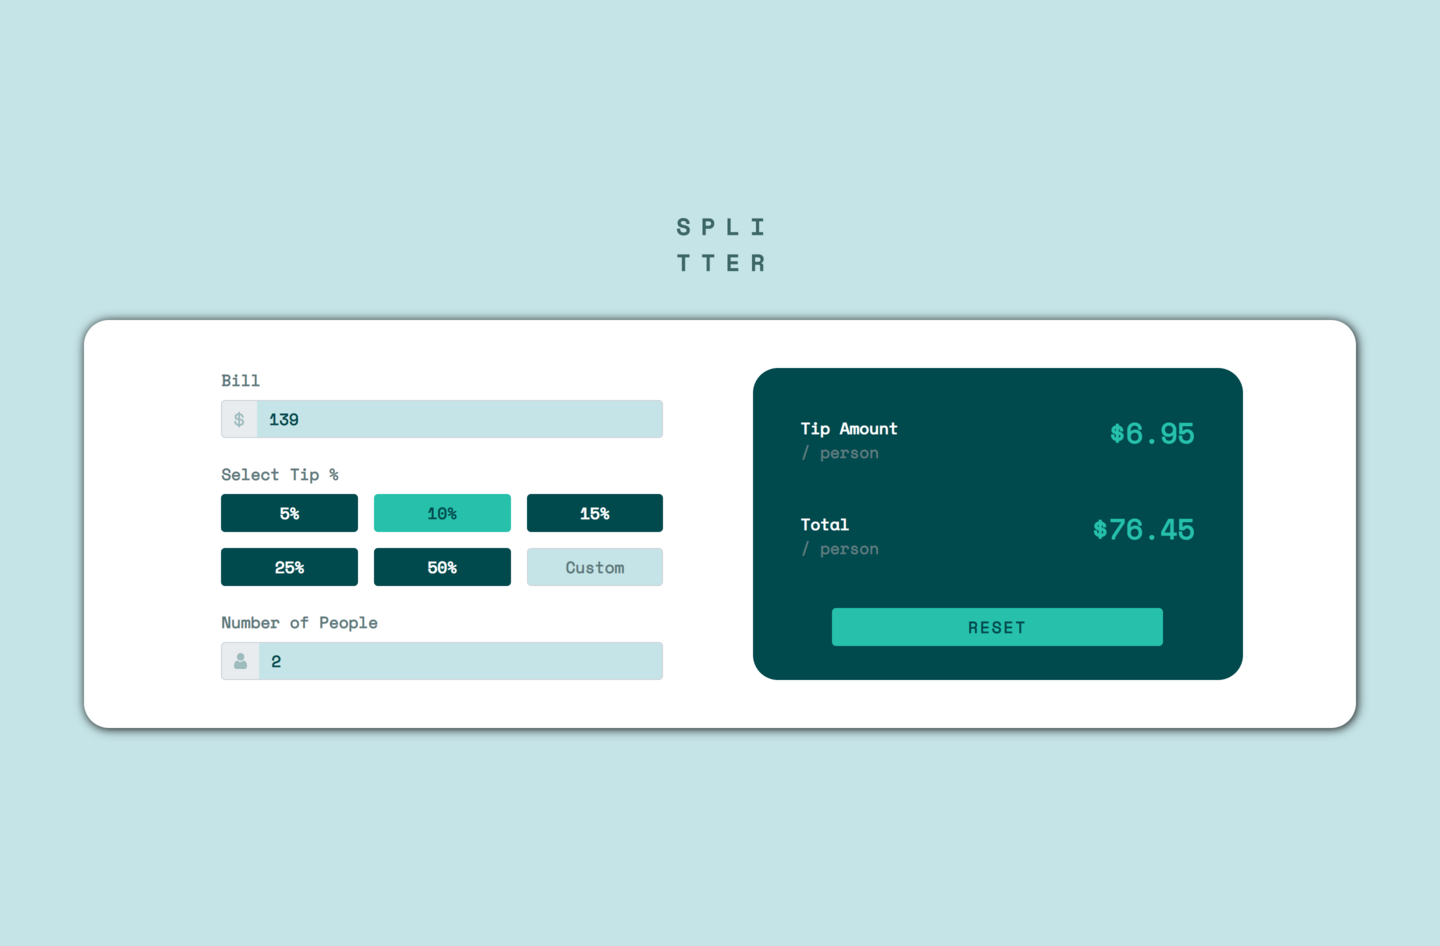 SPLI
TTER
Bill
$ 139
Select Tip %
5% 10% 15%
25% 50% Custom
Number of People
2
Tip Amount
/ person
$6.95
Total
/ person
$76.45
RESET